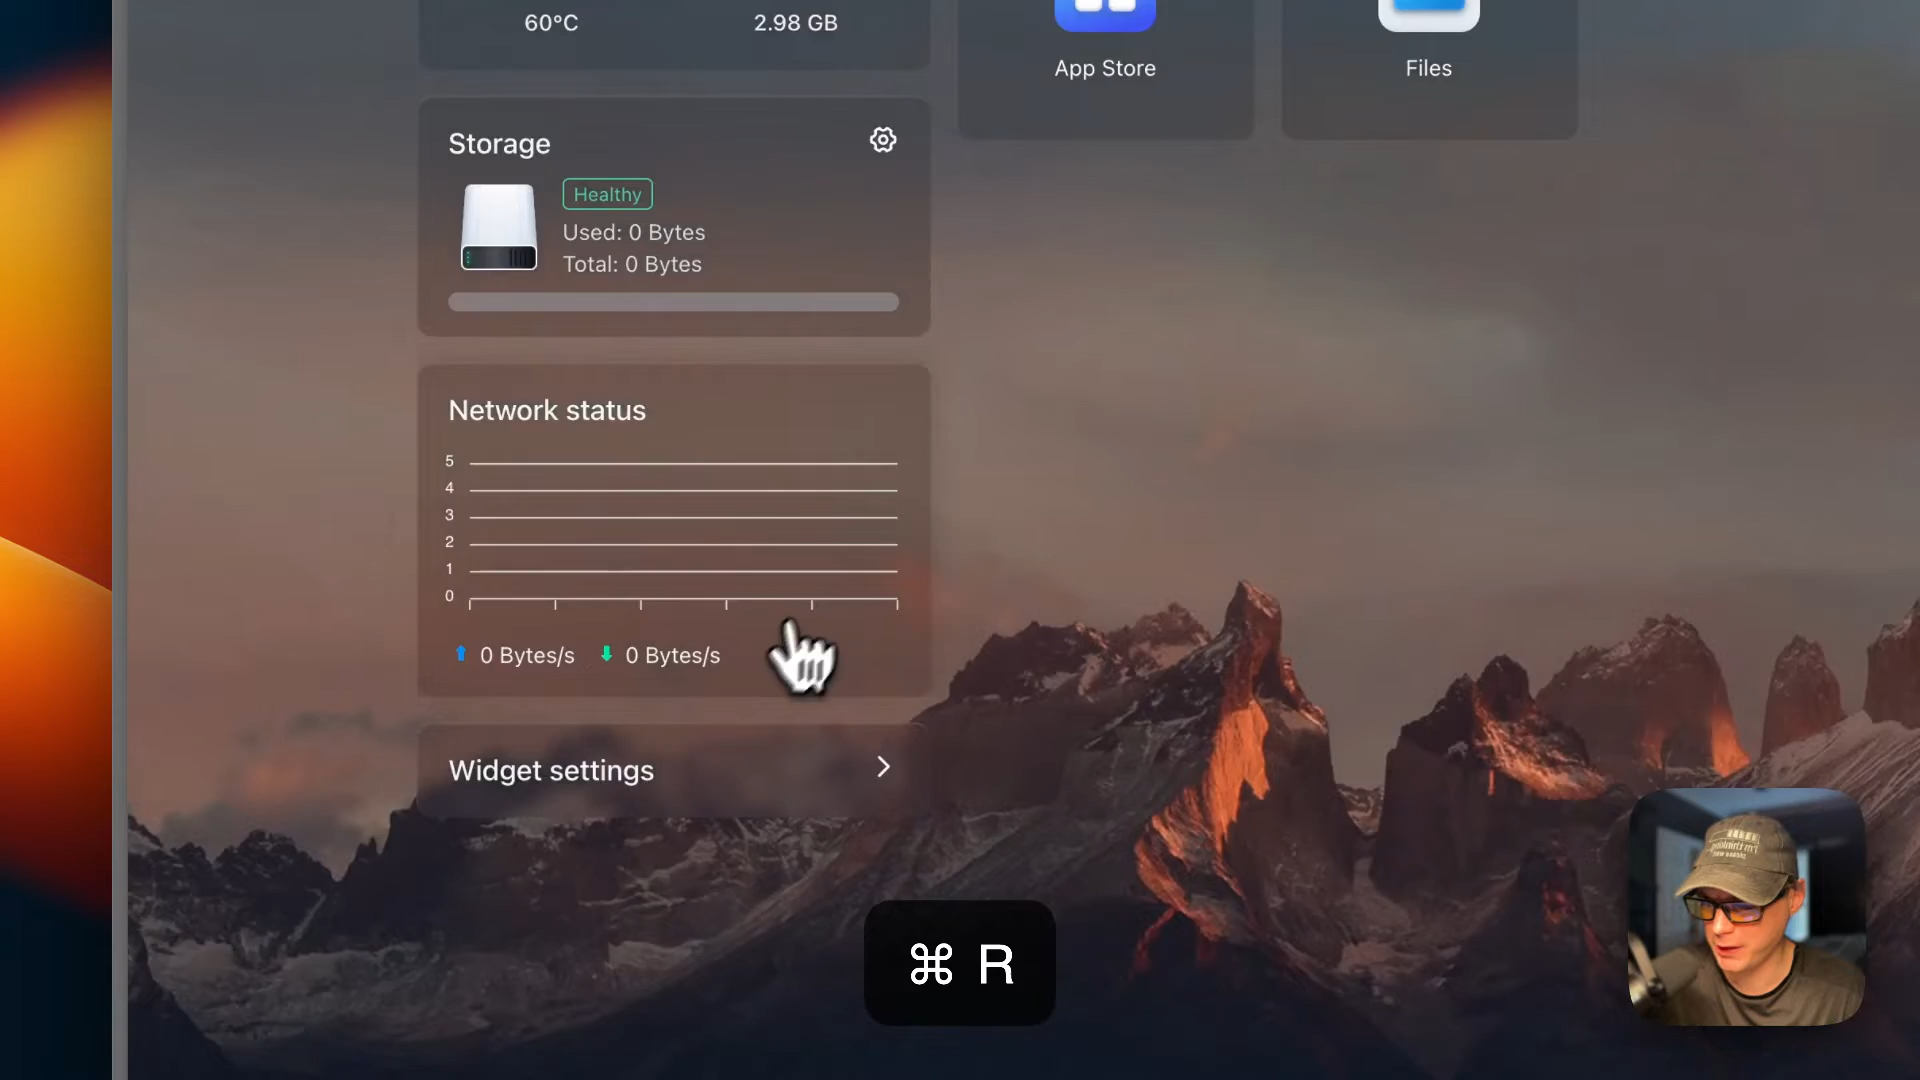 60°C
2.98 GB
App Store
Files
Storage
Healthy
Used: 0 Bytes
Total: 0 Bytes
Network status
5
4
3
2
1
0
0 Bytes/s
0 Bytes/s
Widget settings
⌘ R